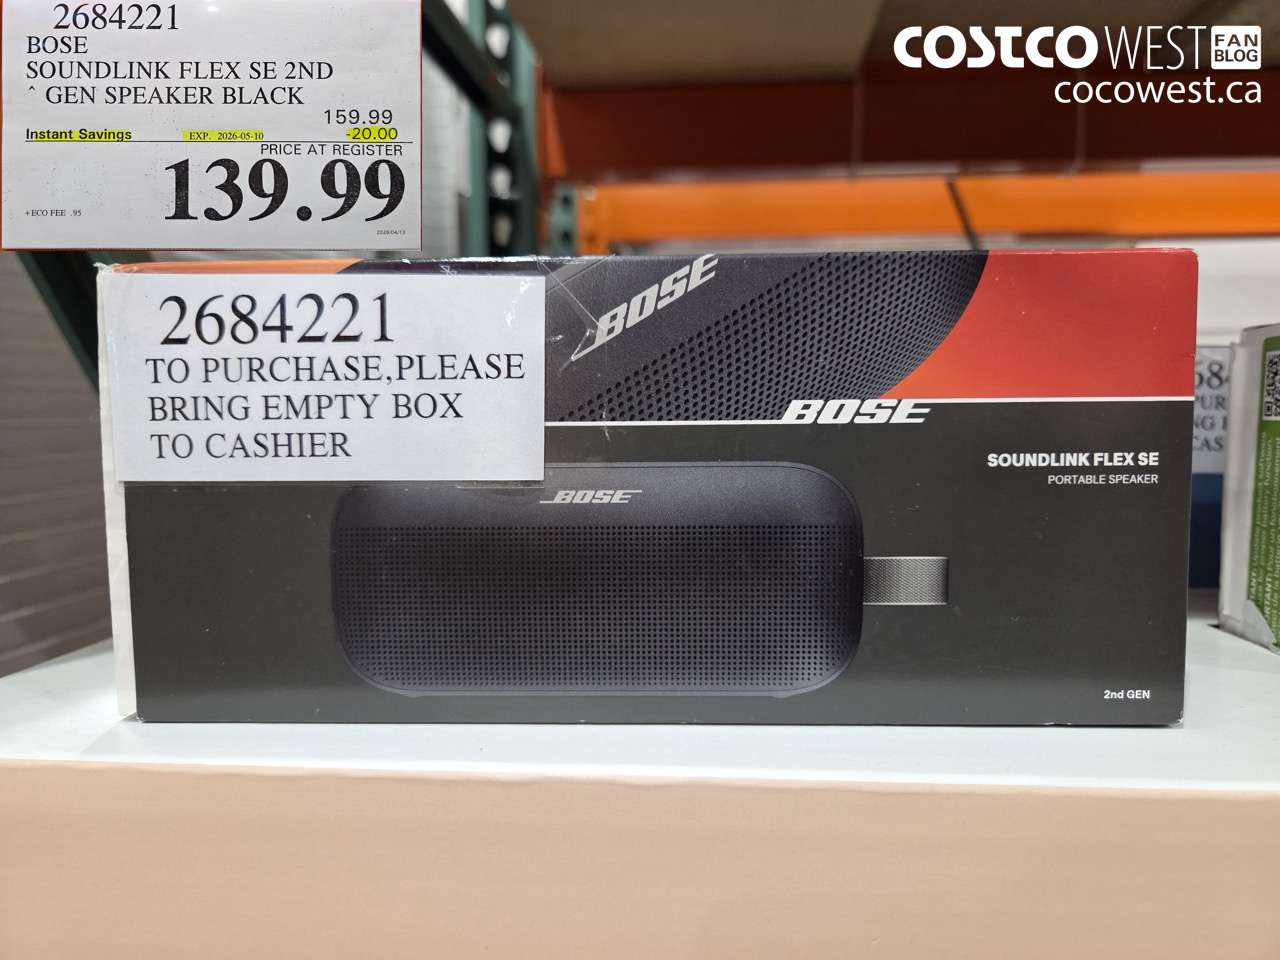 2684221
BOSE
SOUNDLINK FLEX SE 2ND
^ GEN SPEAKER BLACK
159.99
Instant Savings EXP. 2026-05-10 -20.00
PRICE AT REGISTER
139.99
+ECO FEE .95
2026/04/13
COSTCO WEST FAN BLOG
cocowest.ca
2684221
TO PURCHASE,PLEASE
BRING EMPTY BOX
TO CASHIER
BOSE
BOSE
SOUNDLINK FLEX SE
PORTABLE SPEAKER
BOSE
2nd GEN